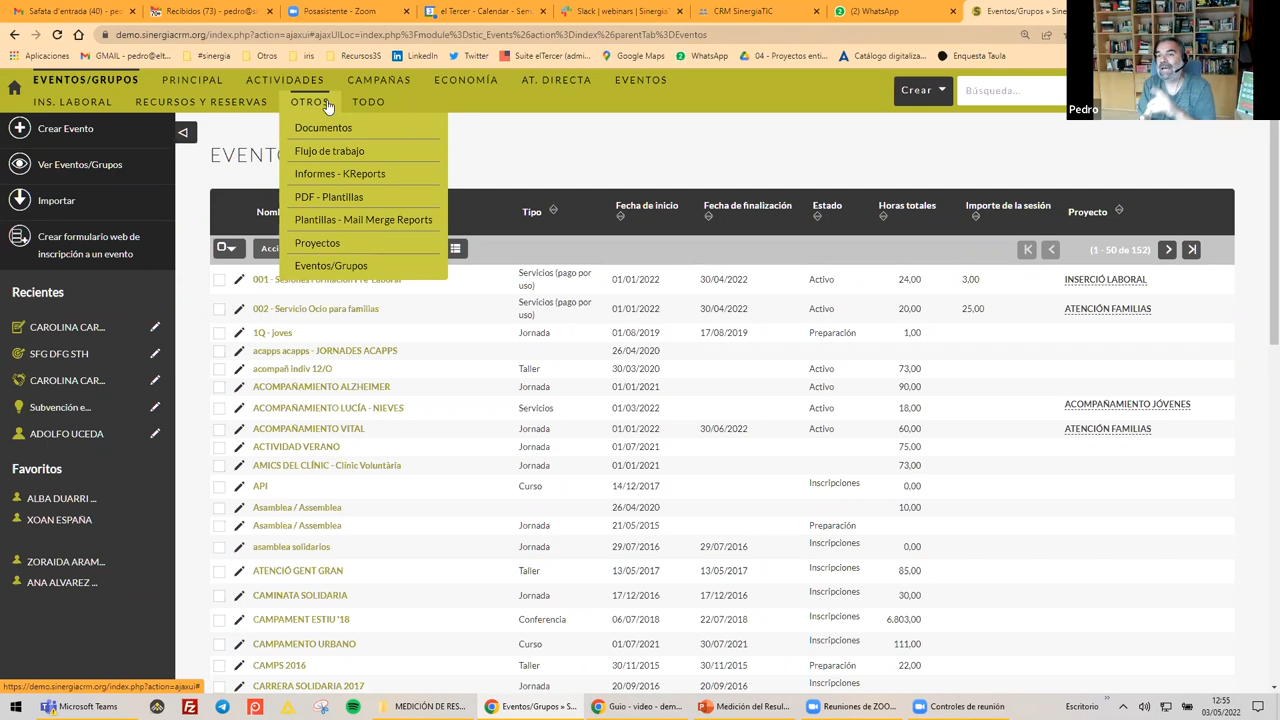 Safata d'entrada (40) - pe
Recibidos (73) - pedrosin
Posasistente - Zoom
el Tercer - Calendar - Sem
Slack | webinars | Sinergia
CRM SinergiaTIC
(2) WhatsApp
Eventos/Grupos » S
demo.sinergiacrm.org/index.php?action=ajaxui#ajaxUILoc=index.php%3Fmodule%3Dstic_Events%26action%3Dindex%26parentTab%3DEventos
Aplicaciones
GMAIL - pedro@elt...
#sinergia
Otros
Recursos3S
LinkedIn
Suite elTercer (admi...
G
WhatsApp
04 – Proyectos en...
Catálogo digitaliza...
Enquesta Taula
Pedro
EVENTOS/GRUPOS PRINCIPAL ACTIVIDADES CAMPAÑAS ECONOMÍA AT. DIRECTA EVENTOS
INS. LABORAL RECURSOS Y RESERVAS OTROS TODO
Crear
Búsqueda...
Crear Evento
Ver Eventos/Grupos
Importar
Crear formulario web de
inscripción a un evento
Recientes
CAROLINA CAR...
SFG DFG STH
CAROLINA CAR...
Subvención e...
ADOLFO UCEDA
Favoritos
ALBA DUARRI ...
XOAN ESPAÑA
ZORAIDA ARAM...
ANA ALVAREZ ...
Documentos
Flujo de trabajo
Informes - KReports
PDF - Plantillas
Plantillas - Mail Merge Reports
Proyectos
Eventos/Grupos
EVENTO
Nom
Tipo
Fecha de inicio
Fecha de finalización
Estado
Horas totales
Importe de la sesión
Proyecto
Acci
(1 - 50 de 152)
001 - Sesiones Formación Pre-Laboral Servicios (pago por uso) 01/01/2022 30/04/2022 Activo 24,00 3,00 INSERCIÓ LABORAL
002 - Servicio Ocio para familias Servicios (pago por uso) 01/01/2022 30/04/2022 Activo 20,00 25,00 ATENCIÓN FAMILIAS
1Q - joves Jornada 01/08/2019 17/08/2019 Preparación 1,00
acapps acapps - JORNADES ACAPPS 26/04/2020
acompañ indiv 12/O Taller 30/03/2020 Activo 73,00
ACOMPAÑAMIENTO ALZHEIMER Jornada 01/01/2021 Activo 90,00
ACOMPAÑAMIENTO LUCÍA - NIEVES Servicios 01/03/2022 Activo 18,00 ACOMPAÑAMIENTO JÓVENES
ACOMPAÑAMIENTO VITAL Jornada 01/01/2022 30/06/2022 Activo 60,00 ATENCIÓN FAMILIAS
ACTIVIDAD VERANO Jornada 01/07/2021 75,00
AMICS DEL CLÍNIC - Clínic Voluntària Jornada 01/01/2021 73,00
API Curso 14/12/2017 Inscripciones 0,00
Asamblea / Assemblea 26/04/2020 10,00
Asamblea / Assemblea Jornada 21/05/2015 Preparación
asamblea solidarios Jornada 29/07/2016 29/07/2016 Inscripciones 0,00
ATENCIÓ GENT GRAN Taller 13/05/2017 13/05/2017 Inscripciones 85,00
CAMINATA SOLIDARIA Jornada 17/12/2016 17/12/2016 Inscripciones 30,00
CAMPAMENT ESTIU '18 Conferencia 06/07/2018 22/07/2018 Inscripciones 6.803,00
CAMPAMENTO URBANO Curso 01/07/2021 30/07/2021 Inscripciones 111,00
CAMPS 2016 Taller 30/11/2015 30/11/2015 Preparación 22,00
CARRERA SOLIDARIA 2017 Jornada 20/09/2016 20/09/2016 Inscripciones 10,00
https://demo.sinergiacrm.org/index.php?action=ajaxui#
Microsoft Teams
MEDICIÓN DE RES...
Eventos/Grupos » S...
Guio - video - dem...
Medición del Resul...
Reuniones de ZOO...
Controles de reunión
Escritorio
12:55
03/05/2022